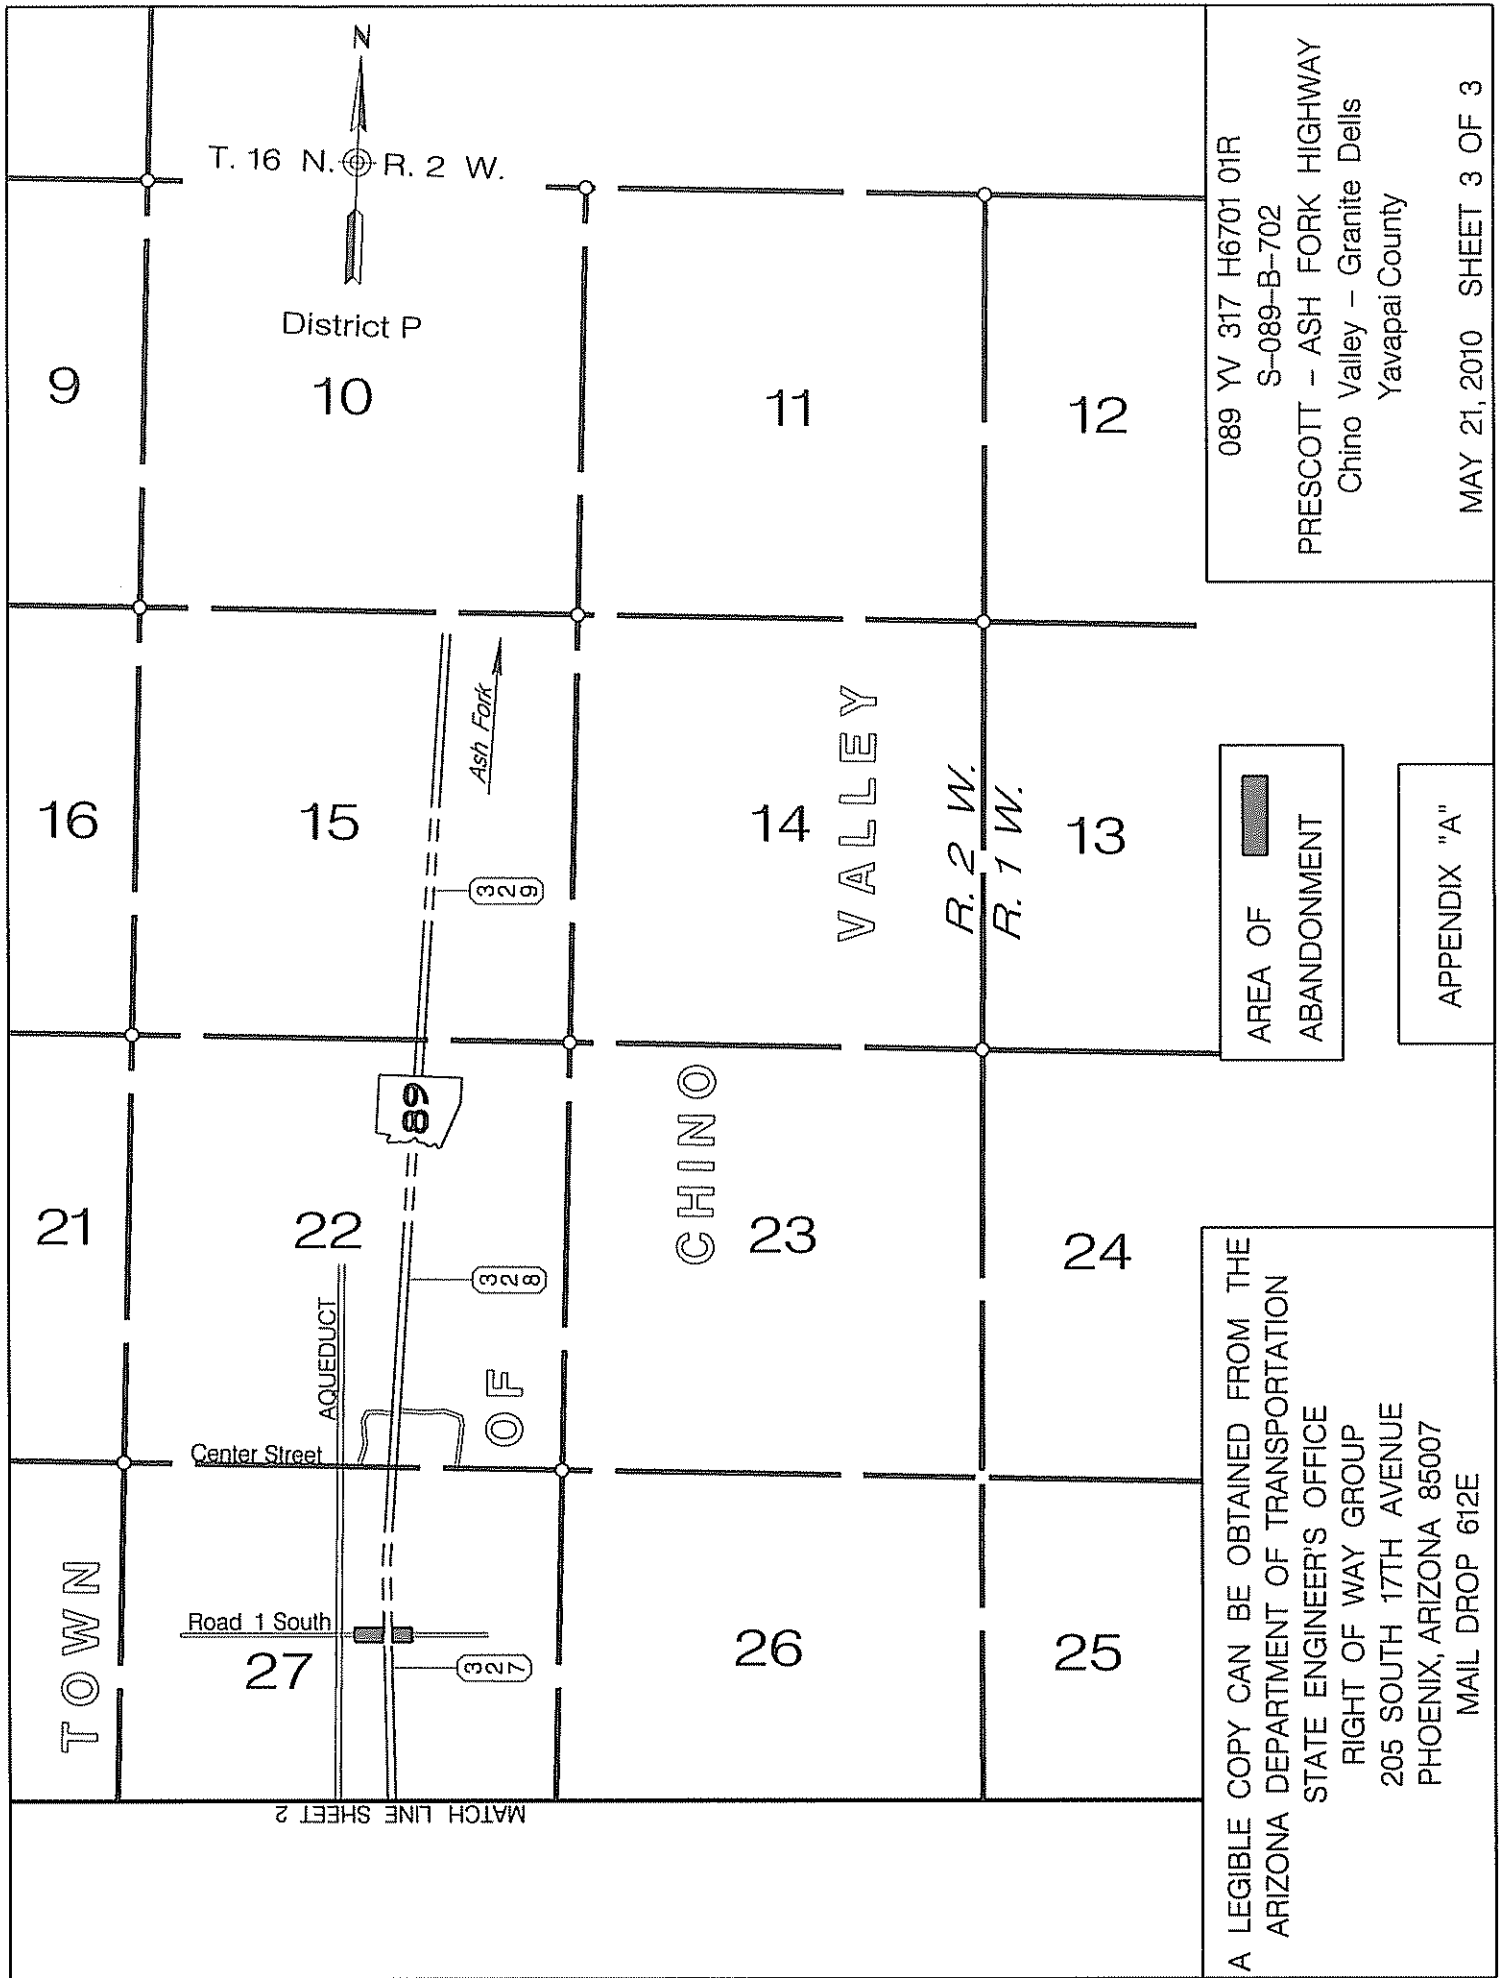 N
T. 16 N. R. 2 W.
District P
9
10
11
12
16
15
14
13
21
22
23
24
27
26
25
Ash Fork
329
328
327
89
AQUEDUCT
Center Street
Road 1 South
TOWN
OF
CHINO
VALLEY
R. 2 W.
R. 1 W.
MATCH LINE SHEET 2
A LEGIBLE COPY CAN BE OBTAINED FROM THE
ARIZONA DEPARTMENT OF TRANSPORTATION
STATE ENGINEER'S OFFICE
RIGHT OF WAY GROUP
205 SOUTH 17TH AVENUE
PHOENIX, ARIZONA 85007
MAIL DROP 612E
AREA OF
ABANDONMENT
APPENDIX "A"
089 YV 317 H6701 01R
S-089-B-702
PRESCOTT - ASH FORK HIGHWAY
Chino Valley - Granite Dells
Yavapai County
MAY 21, 2010 SHEET 3 OF 3